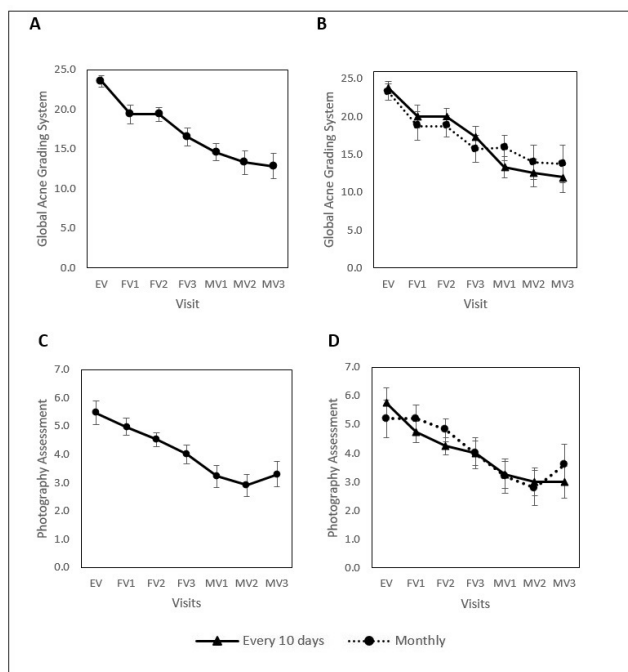 A
Global Acne Grading System
25.0
20.0
15.0
10.0
5.0
0.0
EV FV1 FV2 FV3 MV1 MV2 MV3
Visit
B
Global Acne Grading System
25.0
20.0
15.0
10.0
5.0
0.0
EV FV1 FV2 FV3 MV1 MV2 MV3
Visit
C
Photography Assessment
7.0
6.0
5.0
4.0
3.0
2.0
1.0
0.0
EV FV1 FV2 FV3 MV1 MV2 MV3
Visits
D
Photography Assessment
7.0
6.0
5.0
4.0
3.0
2.0
1.0
0.0
EV FV1 FV2 FV3 MV1 MV2 MV3
Visits
Every 10 days Monthly